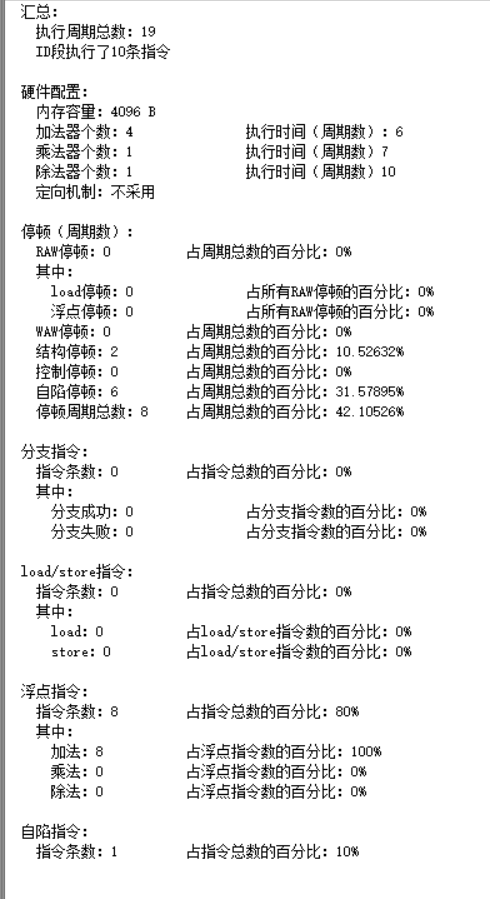 汇总：
执行周期总数：19
ID段执行了10条指令
硬件配置：
内存容量：4096 B
加法器个数：4 执行时间（周期数）：6
乘法器个数：1 执行时间（周期数）7
除法器个数：1 执行时间（周期数）10
定向机制：不采用
停顿（周期数）：
RAW停顿：0 占周期总数的百分比：0%
其中：
load停顿：0 占所有RAW停顿的百分比：0%
浮点停顿：0 占所有RAW停顿的百分比：0%
WAW停顿：0 占周期总数的百分比：0%
结构停顿：2 占周期总数的百分比：10.52632%
控制停顿：0 占周期总数的百分比：0%
自陷停顿：6 占周期总数的百分比：31.57895%
停顿周期总数：8 占周期总数的百分比：42.10526%
分支指令：
指令条数：0 占指令总数的百分比：0%
其中：
分支成功：0 占分支指令数的百分比：0%
分支失败：0 占分支指令数的百分比：0%
load/store指令：
指令条数：0 占指令总数的百分比：0%
其中：
load：0 占load/store指令数的百分比：0%
store：0 占load/store指令数的百分比：0%
浮点指令：
指令条数：8 占指令总数的百分比：80%
其中：
加法：8 占浮点指令数的百分比：100%
乘法：0 占浮点指令数的百分比：0%
除法：0 占浮点指令数的百分比：0%
自陷指令：
指令条数：1 占指令总数的百分比：10%